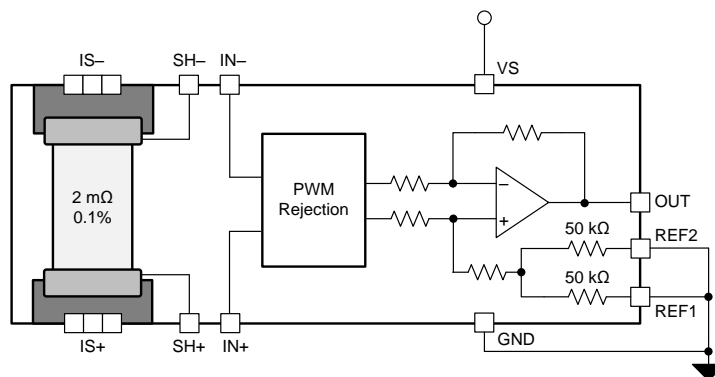 IS–
SH–
IN–
VS
2 mΩ
0.1%
PWM
Rejection
–
+
OUT
50 kΩ
REF2
50 kΩ
REF1
GND
IS+
SH+
IN+